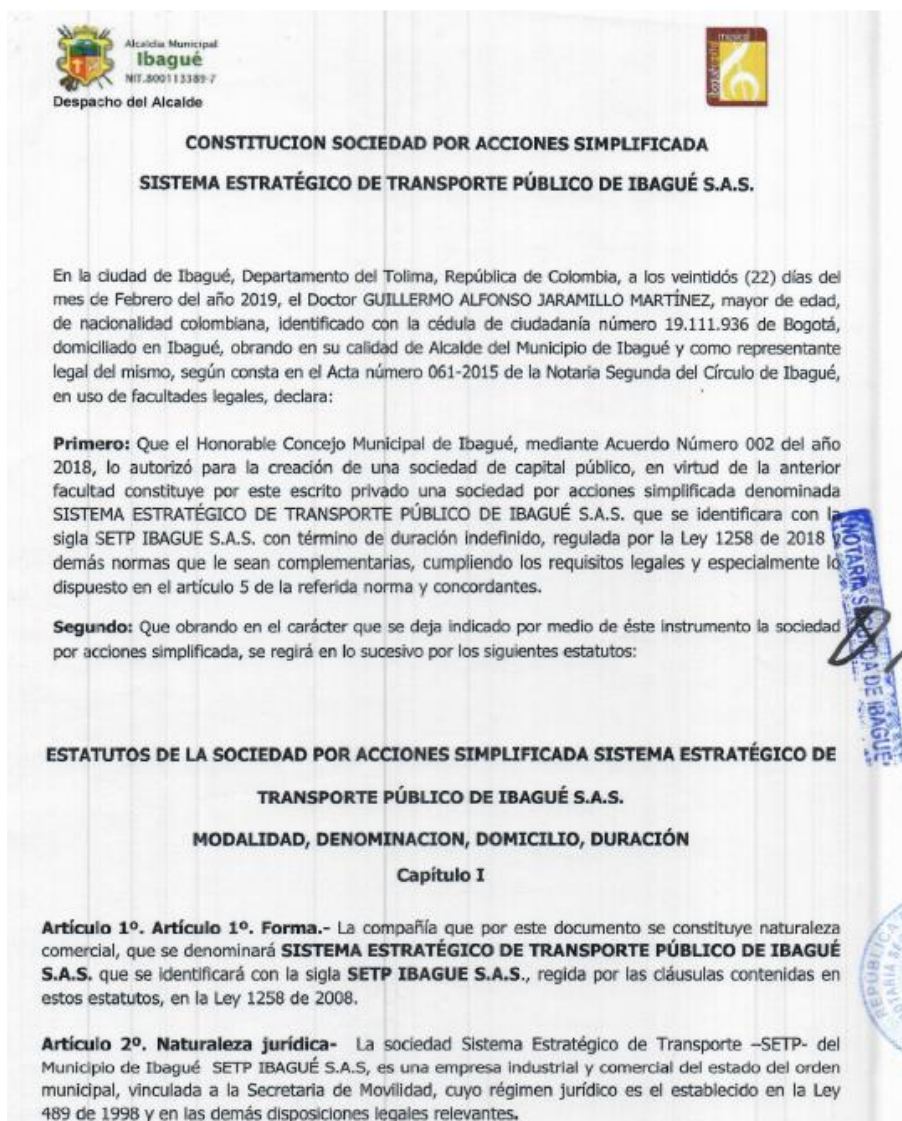 Alcaldía Municipal
Ibagué
NIT.800113389-7
Despacho del Alcalde
musical
CONSTITUCION SOCIEDAD POR ACCIONES SIMPLIFICADA
SISTEMA ESTRATÉGICO DE TRANSPORTE PÚBLICO DE IBAGUÉ S.A.S.
En la ciudad de Ibagué, Departamento del Tolima, República de Colombia, a los veintidós (22) días del
mes de Febrero del año 2019, el Doctor GUILLERMO ALFONSO JARAMILLO MARTÍNEZ, mayor de edad,
de nacionalidad colombiana, identificado con la cédula de ciudadanía número 19.111.936 de Bogotá,
domiciliado en Ibagué, obrando en su calidad de Alcalde del Municipio de Ibagué y como representante
legal del mismo, según consta en el Acta número 061-2015 de la Notaria Segunda del Círculo de Ibagué,
en uso de facultades legales, declara:
Primero: Que el Honorable Concejo Municipal de Ibagué, mediante Acuerdo Número 002 del año
2018, lo autorizó para la creación de una sociedad de capital público, en virtud de la anterior
facultad constituye por este escrito privado una sociedad por acciones simplificada denominada
SISTEMA ESTRATÉGICO DE TRANSPORTE PÚBLICO DE IBAGUÉ S.A.S. que se identificara con la
sigla SETP IBAGUE S.A.S. con término de duración indefinido, regulada por la Ley 1258 de 2018 y
demás normas que le sean complementarias, cumpliendo los requisitos legales y especialmente lo
dispuesto en el artículo 5 de la referida norma y concordantes.
Segundo: Que obrando en el carácter que se deja indicado por medio de éste instrumento la sociedad
por acciones simplificada, se regirá en lo sucesivo por los siguientes estatutos:
NOTARIA SEGUNDA DE IBAGUE
ESTATUTOS DE LA SOCIEDAD POR ACCIONES SIMPLIFICADA SISTEMA ESTRATÉGICO DE
TRANSPORTE PÚBLICO DE IBAGUÉ S.A.S.
MODALIDAD, DENOMINACION, DOMICILIO, DURACIÓN
Capítulo I
Artículo 1º. Artículo 1º. Forma.- La compañía que por este documento se constituye naturaleza
comercial, que se denominará SISTEMA ESTRATÉGICO DE TRANSPORTE PÚBLICO DE IBAGUÉ
S.A.S. que se identificará con la sigla SETP IBAGUE S.A.S., regida por las cláusulas contenidas en
estos estatutos, en la Ley 1258 de 2008.
REPUBLICA
NOTARIA
Artículo 2º. Naturaleza jurídica- La sociedad Sistema Estratégico de Transporte –SETP- del
Municipio de Ibagué SETP IBAGUÉ S.A.S, es una empresa industrial y comercial del estado del orden
municipal, vinculada a la Secretaria de Movilidad, cuyo régimen jurídico es el establecido en la Ley
489 de 1998 y en las demás disposiciones legales relevantes.